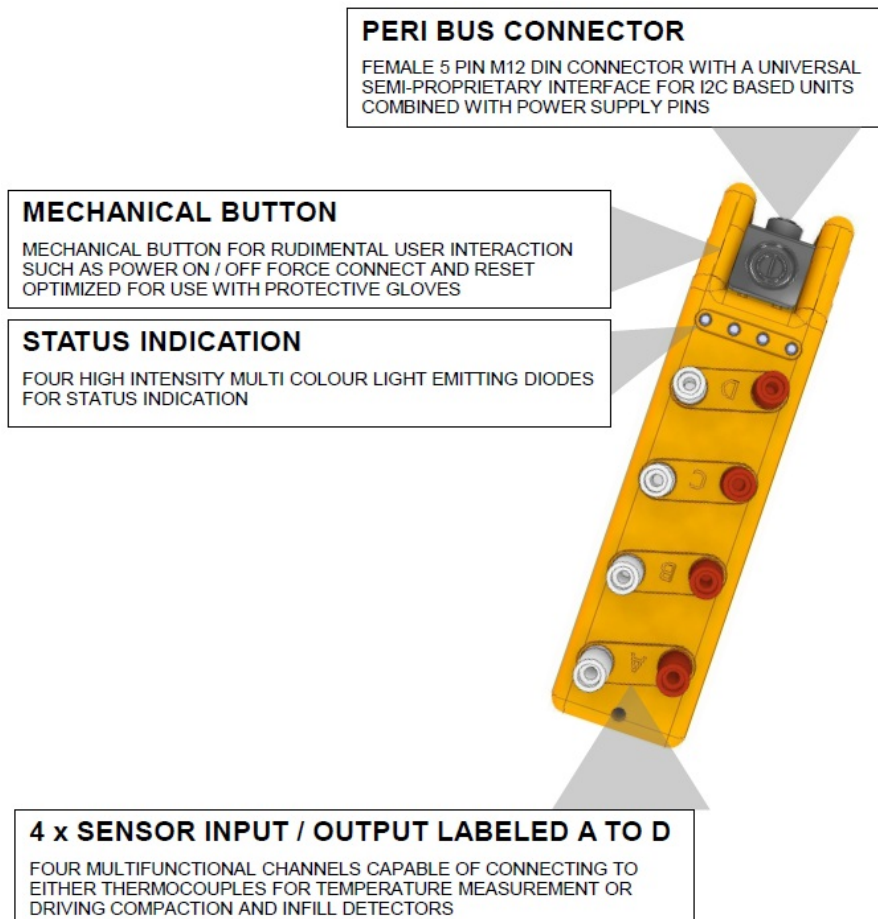 PERI BUS CONNECTOR
FEMALE 5 PIN M12 DIN CONNECTOR WITH A UNIVERSAL
SEMI-PROPRIETARY INTERFACE FOR I2C BASED UNITS
COMBINED WITH POWER SUPPLY PINS
MECHANICAL BUTTON
MECHANICAL BUTTON FOR RUDIMENTAL USER INTERACTION
SUCH AS POWER ON / OFF FORCE CONNECT AND RESET
OPTIMIZED FOR USE WITH PROTECTIVE GLOVES
STATUS INDICATION
FOUR HIGH INTENSITY MULTI COLOUR LIGHT EMITTING DIODES
FOR STATUS INDICATION
D
C
B
A
4 x SENSOR INPUT / OUTPUT LABELED A TO D
FOUR MULTIFUNCTIONAL CHANNELS CAPABLE OF CONNECTING TO
EITHER THERMOCOUPLES FOR TEMPERATURE MEASUREMENT OR
DRIVING COMPACTION AND INFILL DETECTORS